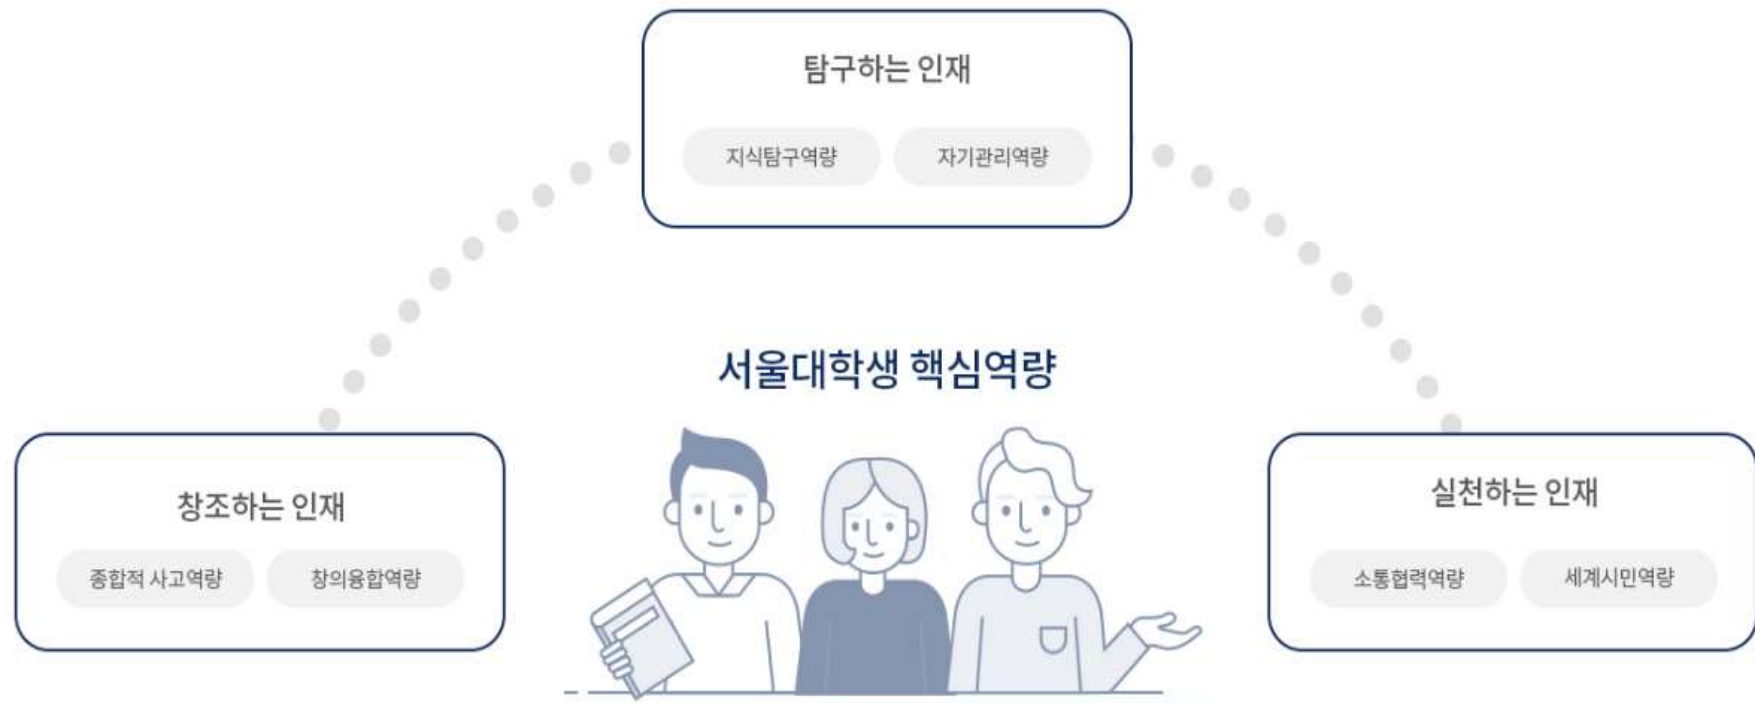 탐구하는 인재
지식탐구역량 자기관리역량
서울대학생 핵심역량
창조하는 인재
종합적 사고역량 창의융합역량
실천하는 인재
소통협력역량 세계시민역량